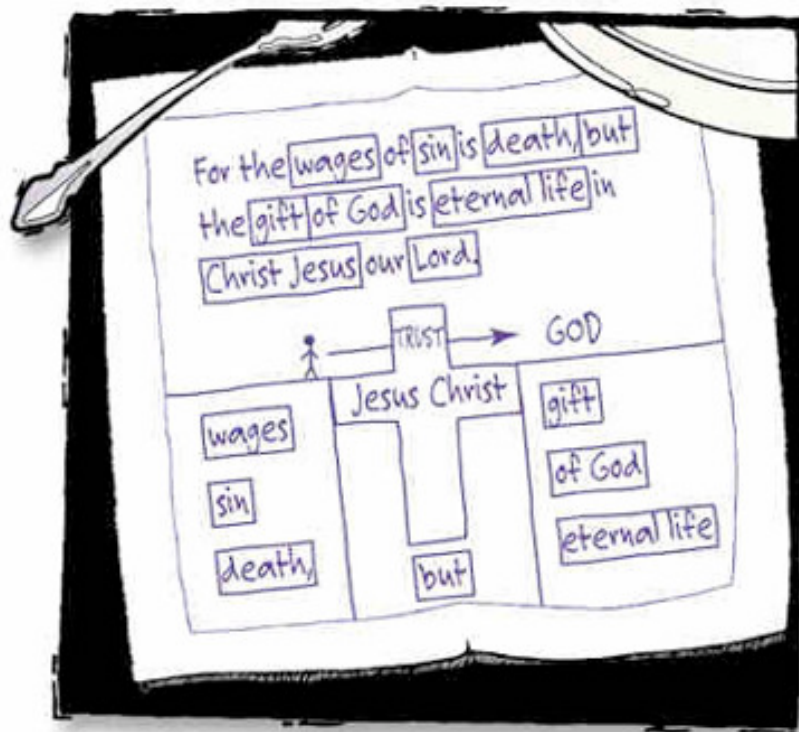 For the wages of sin is death, but
the gift of God is eternal life in
Christ Jesus our Lord.
TRUST
GOD
Jesus Christ
wages
sin
death,
but
gift
of God
eternal life